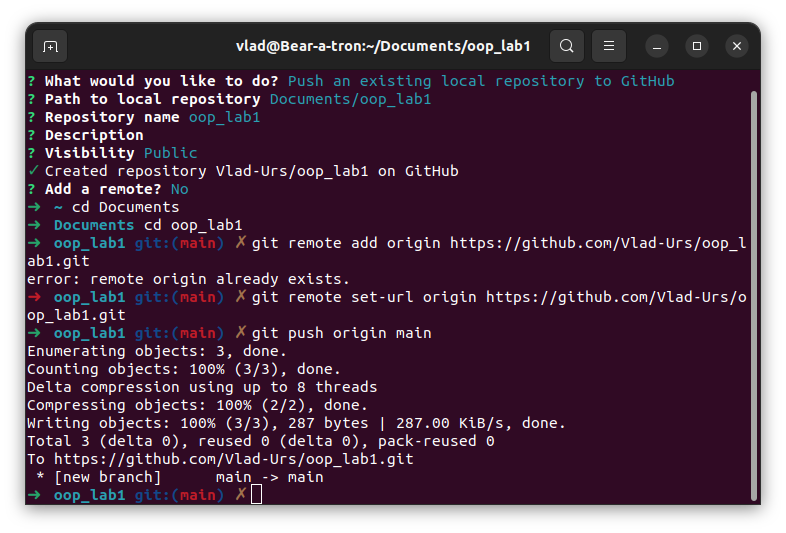 vlad@Bear-a-tron:~/Documents/oop_lab1
? What would you like to do? Push an existing local repository to GitHub
? Path to local repository Documents/oop_lab1
? Repository name oop_lab1
? Description
? Visibility Public
✓ Created repository Vlad-Urs/oop_lab1 on GitHub
? Add a remote? No
➜ ~ cd Documents
➜ Documents cd oop_lab1
➜ oop_lab1 git:(main) ✗ git remote add origin https://github.com/Vlad-Urs/oop_l
ab1.git
error: remote origin already exists.
➜ oop_lab1 git:(main) ✗ git remote set-url origin https://github.com/Vlad-Urs/o
op_lab1.git
➜ oop_lab1 git:(main) ✗ git push origin main
Enumerating objects: 3, done.
Counting objects: 100% (3/3), done.
Delta compression using up to 8 threads
Compressing objects: 100% (2/2), done.
Writing objects: 100% (3/3), 287 bytes | 287.00 KiB/s, done.
Total 3 (delta 0), reused 0 (delta 0), pack-reused 0
To https://github.com/Vlad-Urs/oop_lab1.git
 * [new branch]      main -> main
➜ oop_lab1 git:(main) ✗